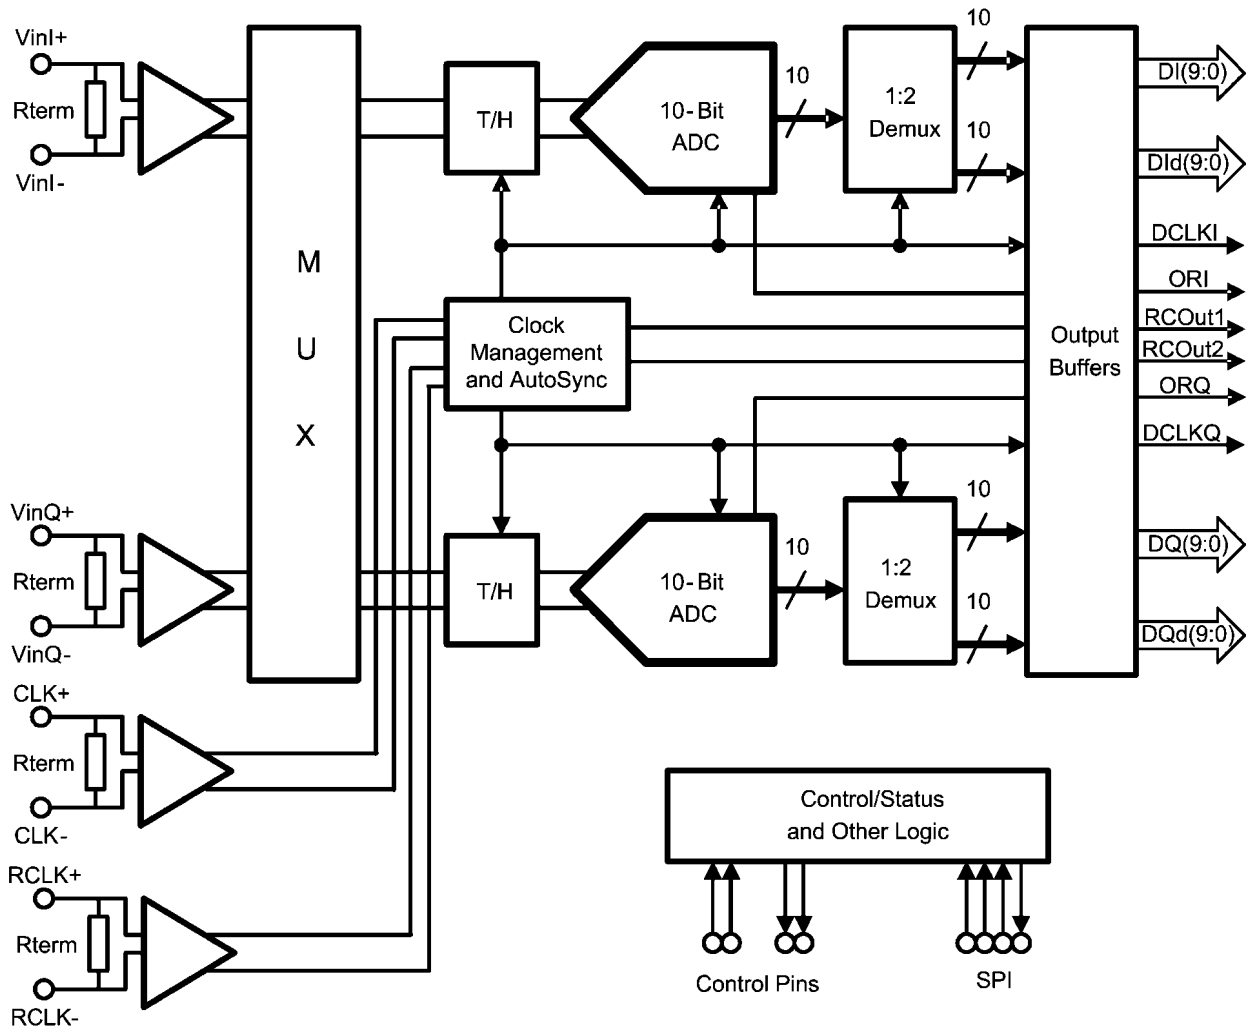 VinI+
Rterm
VinI-
M
U
X
T/H
10-Bit
ADC
10
1:2
Demux
10
10
Output
Buffers
DI(9:0)
DId(9:0)
DCLKI
ORI
RCOut1
RCOut2
ORQ
DCLKQ
DQ(9:0)
DQd(9:0)
Clock
Management
and AutoSync
VinQ+
Rterm
VinQ-
T/H
10-Bit
ADC
10
1:2
Demux
10
10
CLK+
Rterm
CLK-
RCLK+
Rterm
RCLK-
Control/Status
and Other Logic
Control Pins
SPI